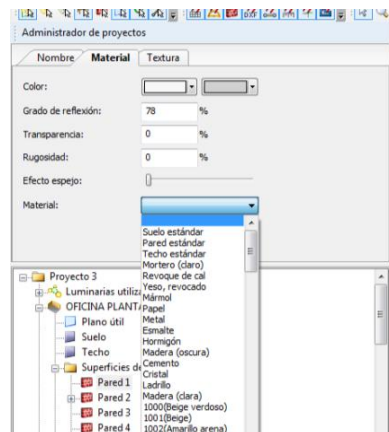 Administrador de proyectos
Nombre Material Textura
Color:
Grado de reflexión: 78 %
Transparencia: 0 %
Rugosidad: 0 %
Efecto espejo:
Material:
Suelo estándar
Pared estándar
Techo estándar
Mortero (claro)
Revoque de cal
Yeso, revocado
Mármol
Papel
Metal
Esmalte
Hormigón
Madera (oscura)
Cemento
Cristal
Ladrillo
Madera (clara)
1000(Beige verdoso)
1001(Beige)
1002(Amarillo arena)
Proyecto 3
Luminarias utiliz
OFICINA PLANT
Plano útil
Suelo
Techo
Superficies d
Pared 1
Pared 2
Pared 3
Pared 4